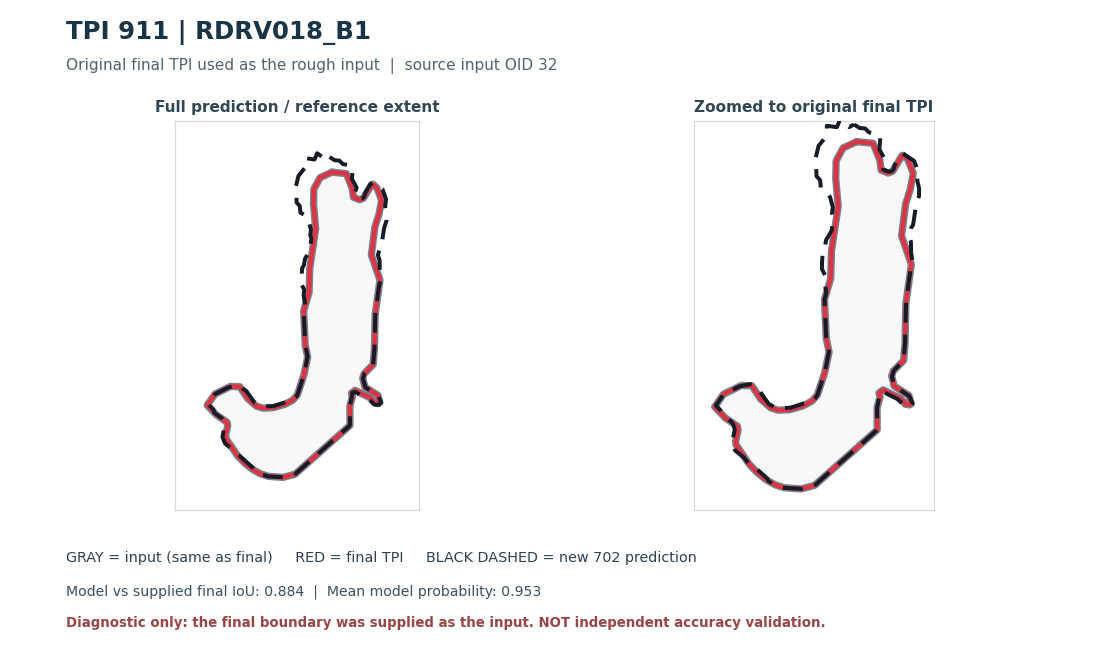 TPI 911 | RDRV018_B1
Original final TPI used as the rough input | source input OID 32
Full prediction / reference extent
Zoomed to original final TPI
GRAY = input (same as final) RED = final TPI BLACK DASHED = new 702 prediction
Model vs supplied final IoU: 0.884 | Mean model probability: 0.953
Diagnostic only: the final boundary was supplied as the input. NOT independent accuracy validation.